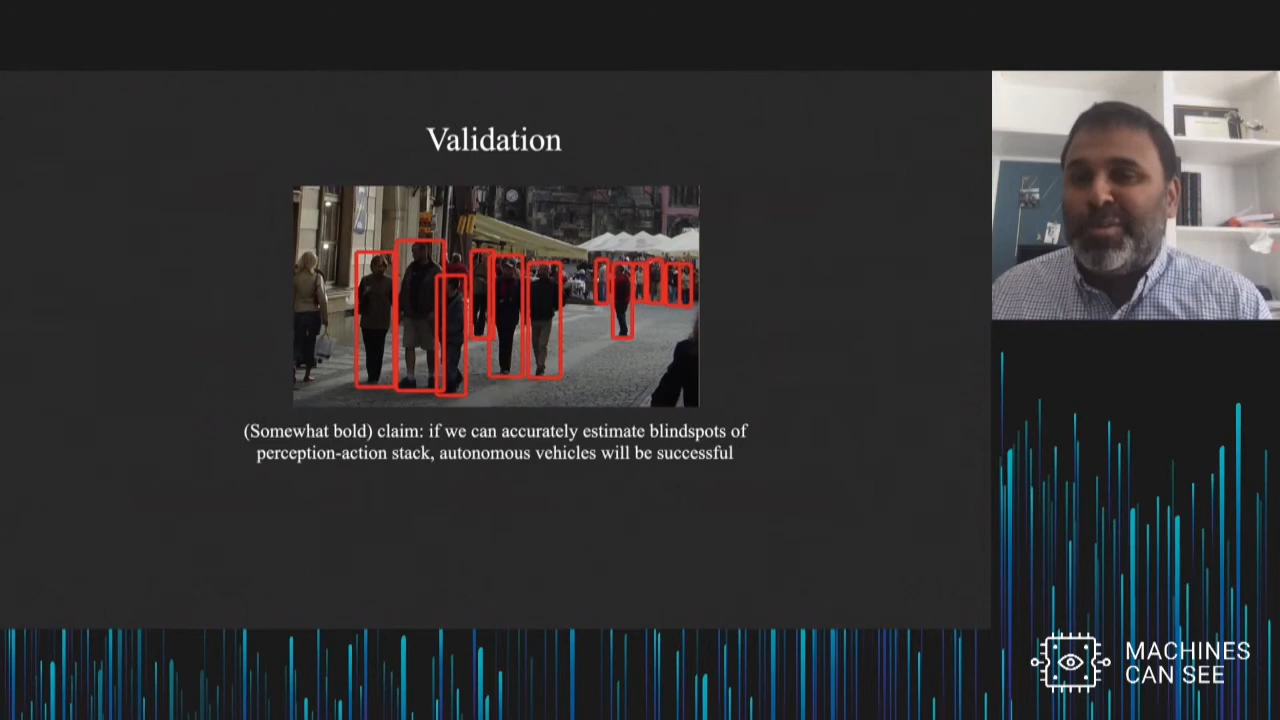 Validation
(Somewhat bold) claim: if we can accurately estimate blindspots of
perception-action stack, autonomous vehicles will be successful
MACHINES
CAN SEE